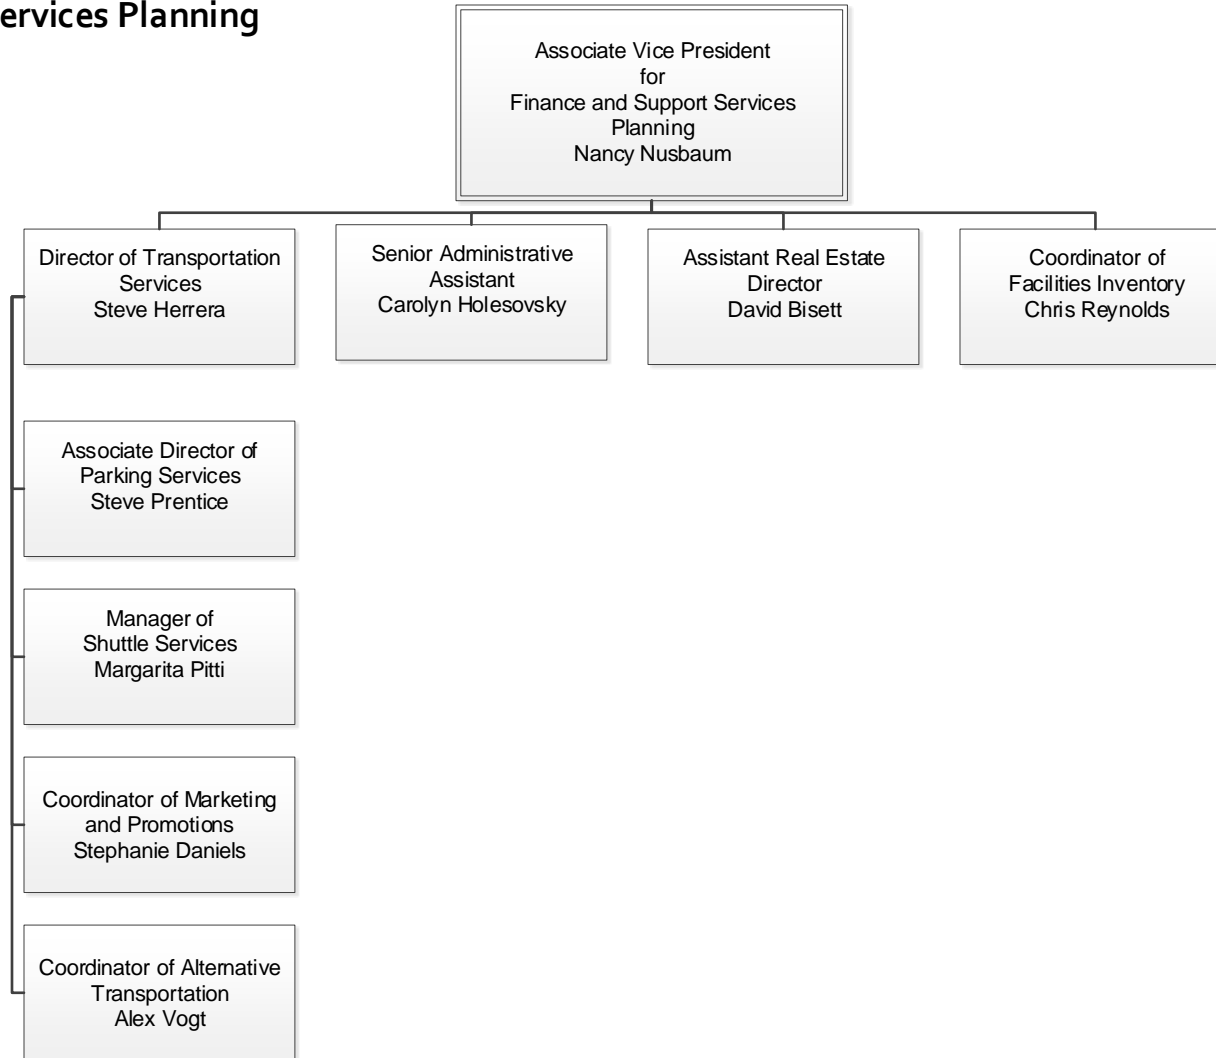 ervices Planning
Associate Vice President
for
Finance and Support Services
Planning
Nancy Nusbaum
Director of Transportation
Services
Steve Herrera
Senior Administrative
Assistant
Carolyn Holesovsky
Assistant Real Estate
Director
David Bisett
Coordinator of
Facilities Inventory
Chris Reynolds
Associate Director of
Parking Services
Steve Prentice
Manager of
Shuttle Services
Margarita Pitti
Coordinator of Marketing
and Promotions
Stephanie Daniels
Coordinator of Alternative
Transportation
Alex Vogt